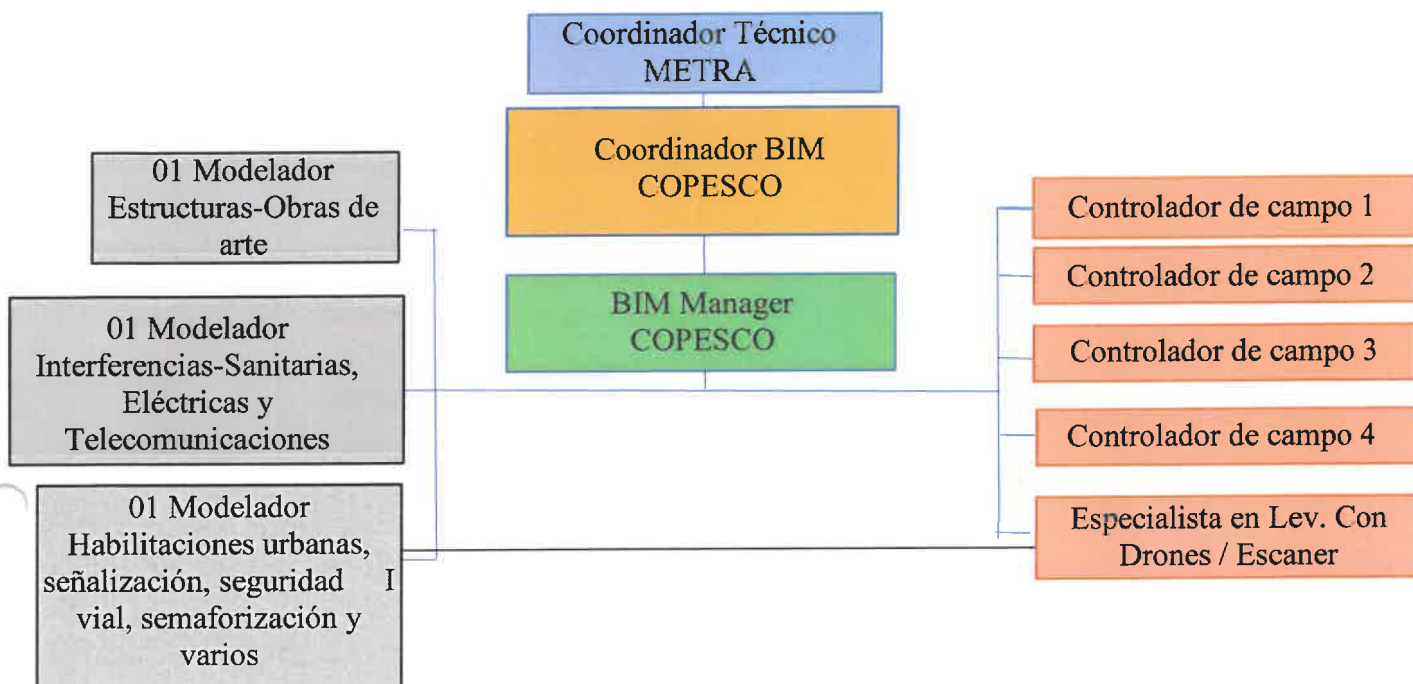 Coordinador Técnico
METRA
Coordinador BIM
COPESCO
BIM Manager
COPESCO
01 Modelador
Estructuras-Obras de
arte
01 Modelador
Interferencias-Sanitarias,
Eléctricas y
Telecomunicaciones
01 Modelador
Habilitaciones urbanas,
señalización, seguridad I
vial, semaforización y
varios
Controlador de campo 1
Controlador de campo 2
Controlador de campo 3
Controlador de campo 4
Especialista en Lev. Con
Drones / Escaner